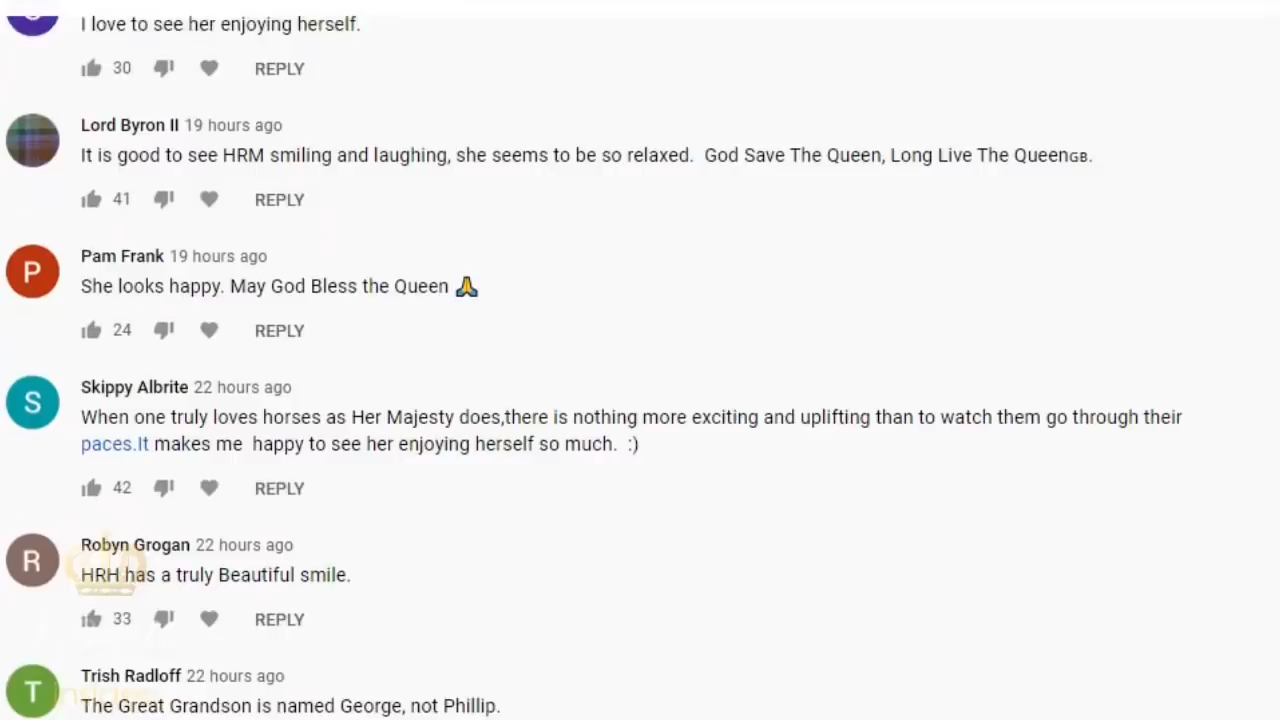 I love to see her enjoying herself.
30 REPLY
Lord Byron II 19 hours ago
It is good to see HRM smiling and laughing, she seems to be so relaxed. God Save The Queen, Long Live The QueenGB.
41 REPLY
P
Pam Frank 19 hours ago
She looks happy. May God Bless the Queen 🙏
24 REPLY
S
Skippy Albrite 22 hours ago
When one truly loves horses as Her Majesty does,there is nothing more exciting and uplifting than to watch them go through their
paces.It makes me happy to see her enjoying herself so much. :)
42 REPLY
R
Robyn Grogan 22 hours ago
HRH has a truly Beautiful smile.
33 REPLY
T
Trish Radloff 22 hours ago
The Great Grandson is named George, not Phillip.